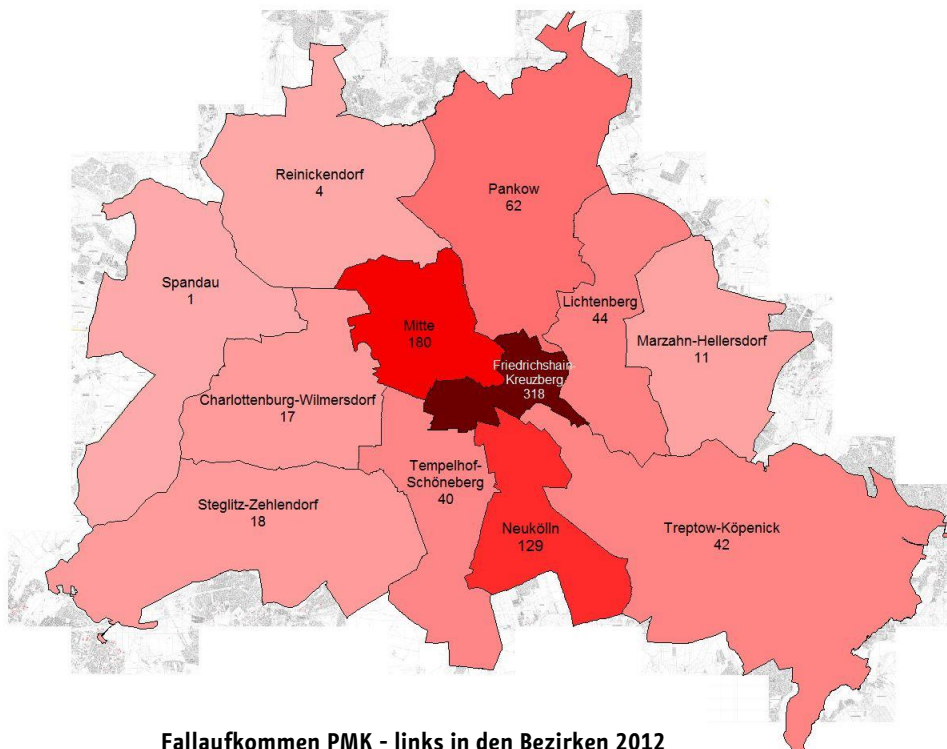 Reinickendorf
4
Pankow
62
Spandau
1
Mitte
180
Lichtenberg
44
Marzahn-Hellersdorf
11
Friedrichshain-
Kreuzberg
318
Charlottenburg-Wilmersdorf
17
Tempelhof-
Schöneberg
40
Steglitz-Zehlendorf
18
Neukölln
129
Treptow-Köpenick
42
Fallaufkommen PMK - links in den Bezirken 2012